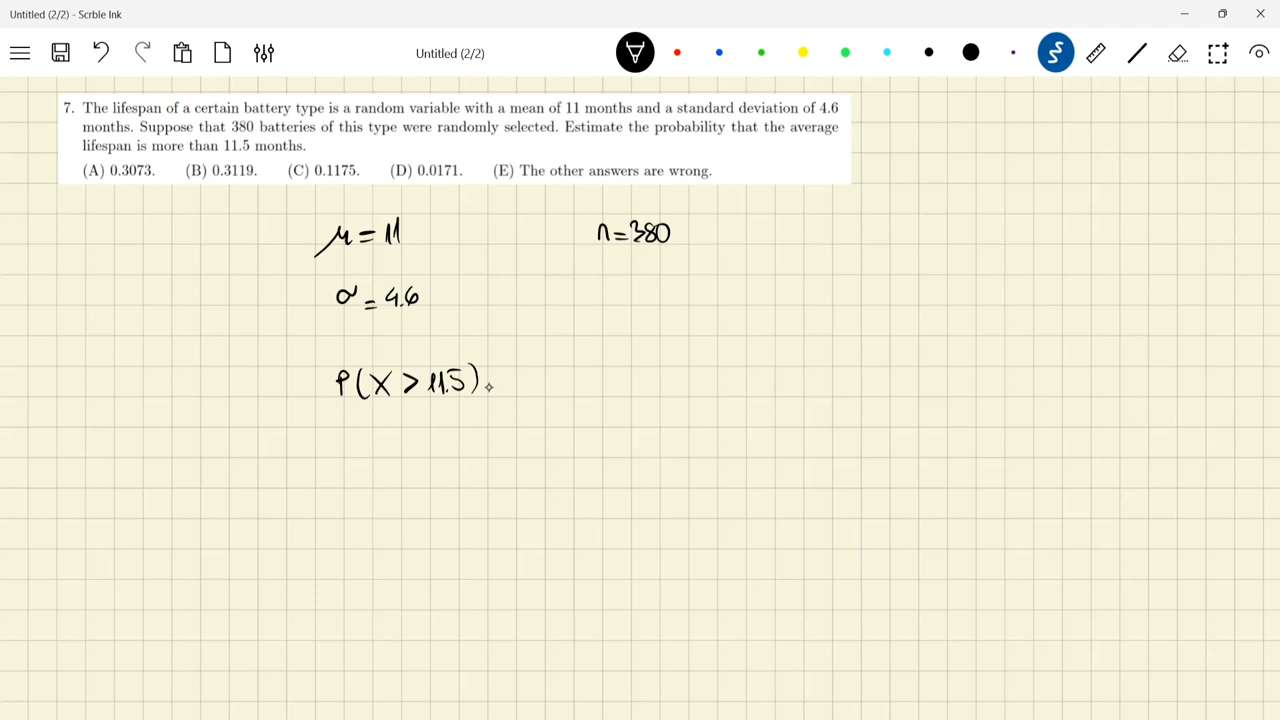 Untitled (2/2) - Scrble Ink
Untitled (2/2)
7. The lifespan of a certain battery type is a random variable with a mean of 11 months and a standard deviation of 4.6
months. Suppose that 380 batteries of this type were randomly selected. Estimate the probability that the average
lifespan is more than 11.5 months.
(A) 0.3073. (B) 0.3119. (C) 0.1175. (D) 0.0171. (E) The other answers are wrong.
μ = 11 n = 380
σ = 4.6
P(X > 11.5)